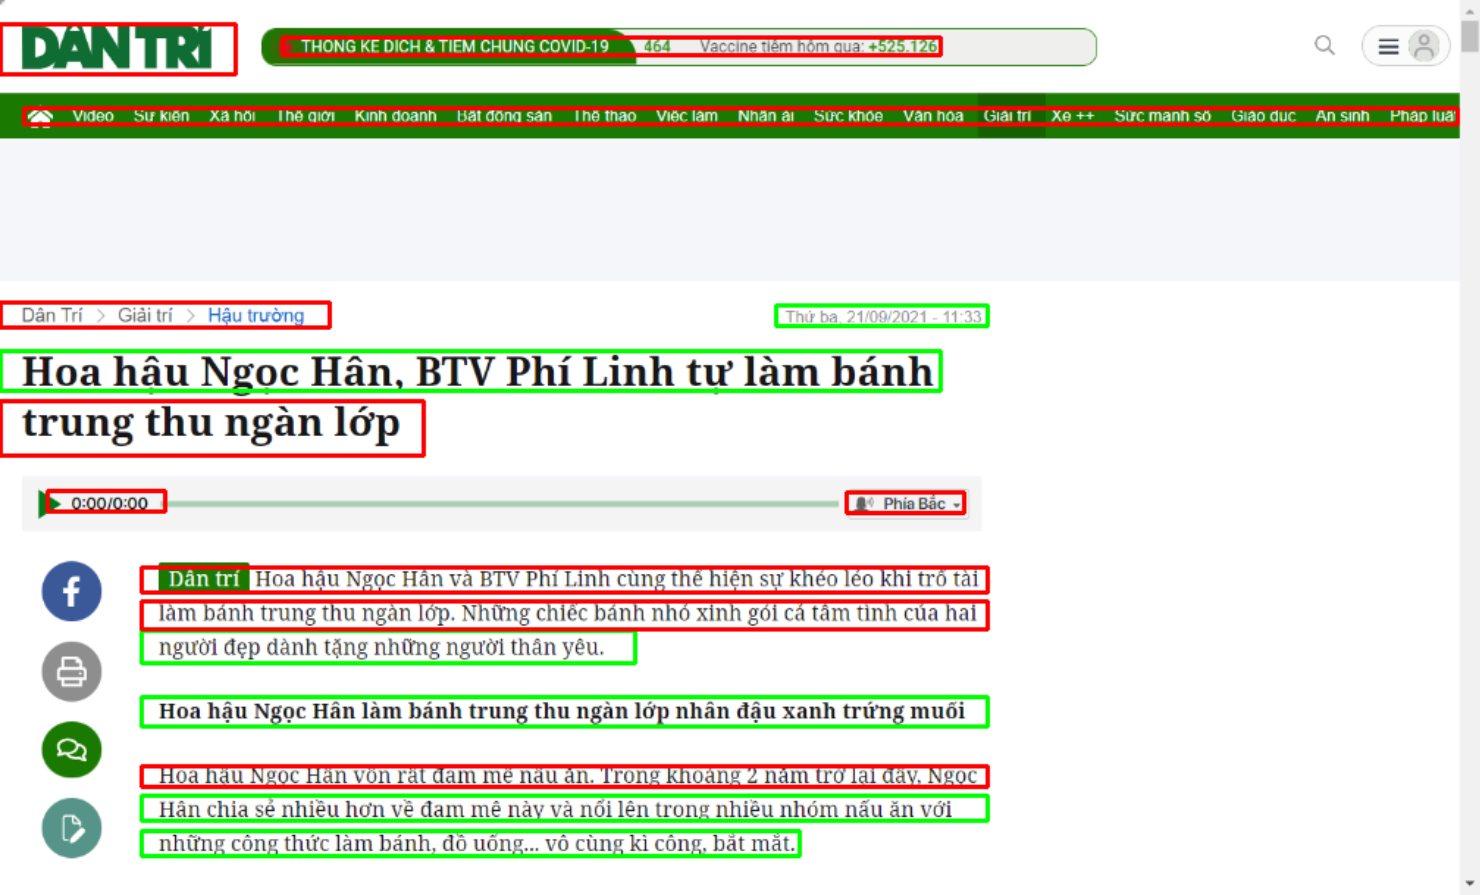 DÂN TRÍ
THỐNG KÊ DỊCH & TIÊM CHỦNG COVID-19 464 Vaccine tiêm hôm qua: +525.126
Video Sự kiện Xã hội Thế giới Kinh doanh Bất động sản Thể thao Việc làm Nhân ái Sức khỏe Văn hóa Giải trí Xe ++ Sức mạnh số Giáo dục An sinh Pháp luật
Dân Trí > Giải trí > Hậu trường
Thứ ba, 21/09/2021 - 11:33
Hoa hậu Ngọc Hân, BTV Phí Linh tự làm bánh
trung thu ngàn lớp
0:00/0:00 Phía Bắc
Dân trí Hoa hậu Ngọc Hân và BTV Phí Linh cùng thể hiện sự khéo léo khi trổ tài
làm bánh trung thu ngàn lớp. Những chiếc bánh nhỏ xinh gói cả tâm tình của hai
người đẹp dành tặng những người thân yêu.
Hoa hậu Ngọc Hân làm bánh trung thu ngàn lớp nhân đậu xanh trứng muối
Hoa hậu Ngọc Hân vốn rất đam mê nấu ăn. Trong khoảng 2 năm trở lại đây, Ngọc
Hân chia sẻ nhiều hơn về đam mê này và nổi lên trong nhiều nhóm nấu ăn với
những công thức làm bánh, đồ uống... vô cùng kì công, bắt mắt.